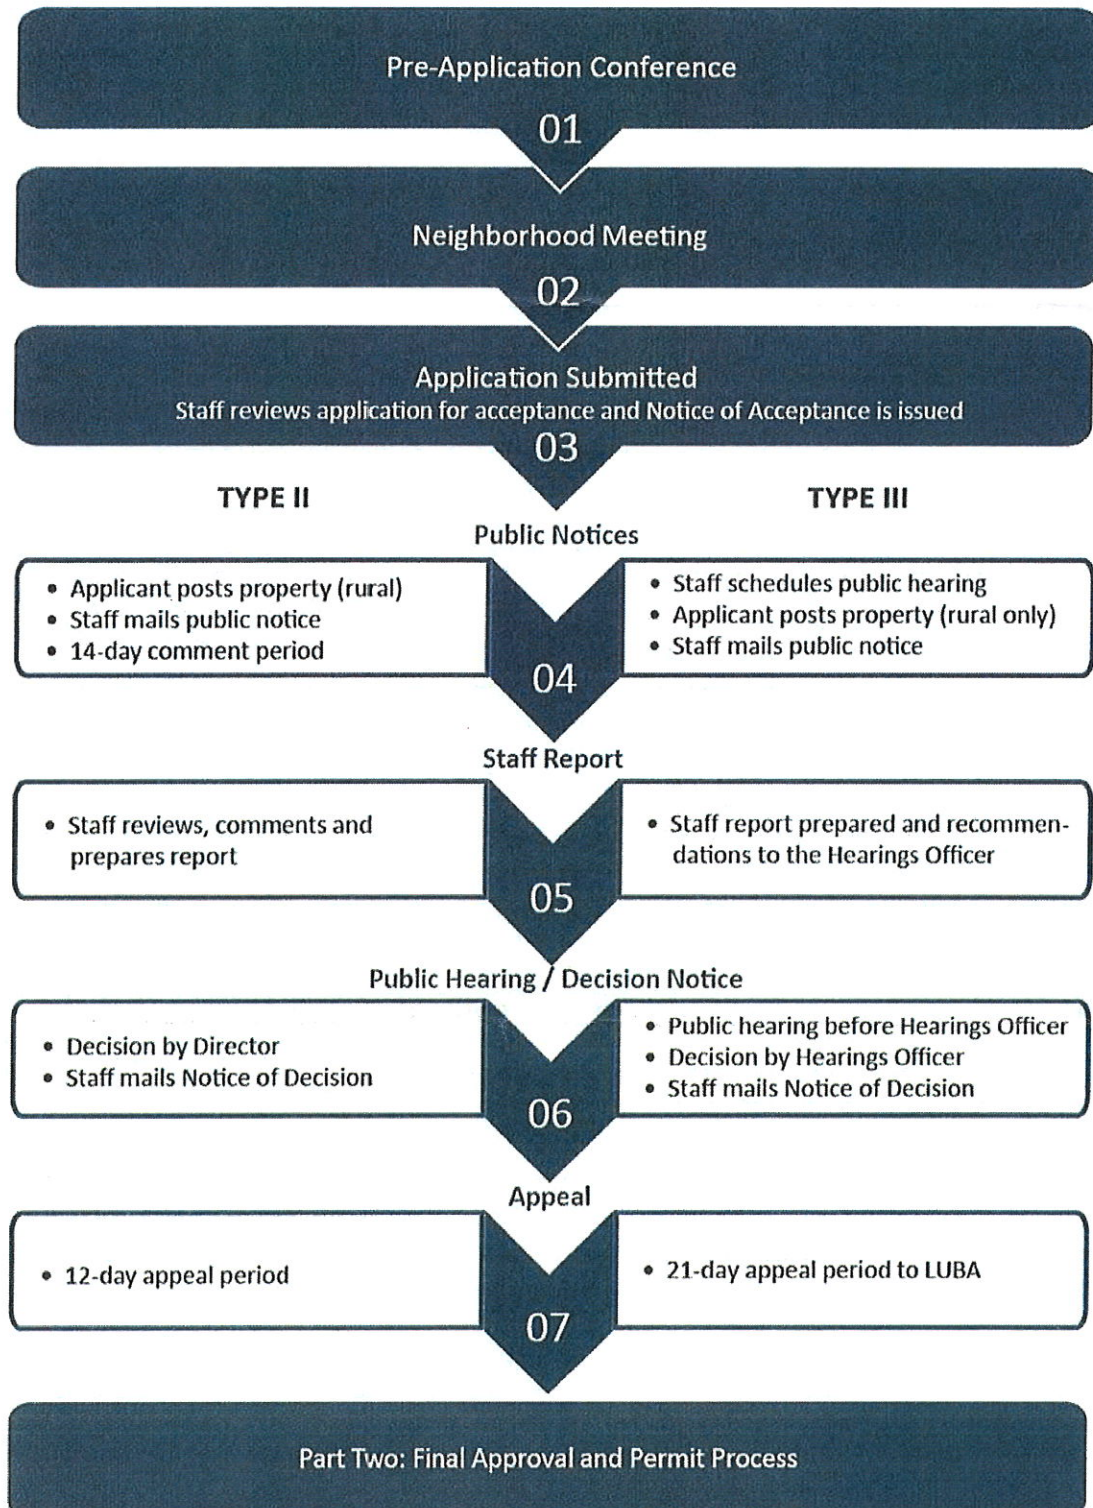 Pre-Application Conference
01
Neighborhood Meeting
02
Application Submitted
Staff reviews application for acceptance and Notice of Acceptance is issued
03
TYPE II
TYPE III
Public Notices
• Applicant posts property (rural)
• Staff mails public notice
• 14-day comment period
04
• Staff schedules public hearing
• Applicant posts property (rural only)
• Staff mails public notice
Staff Report
• Staff reviews, comments and
prepares report
05
• Staff report prepared and recommen-
dations to the Hearings Officer
Public Hearing / Decision Notice
• Decision by Director
• Staff mails Notice of Decision
06
• Public hearing before Hearings Officer
• Decision by Hearings Officer
• Staff mails Notice of Decision
Appeal
• 12-day appeal period
07
• 21-day appeal period to LUBA
Part Two: Final Approval and Permit Process